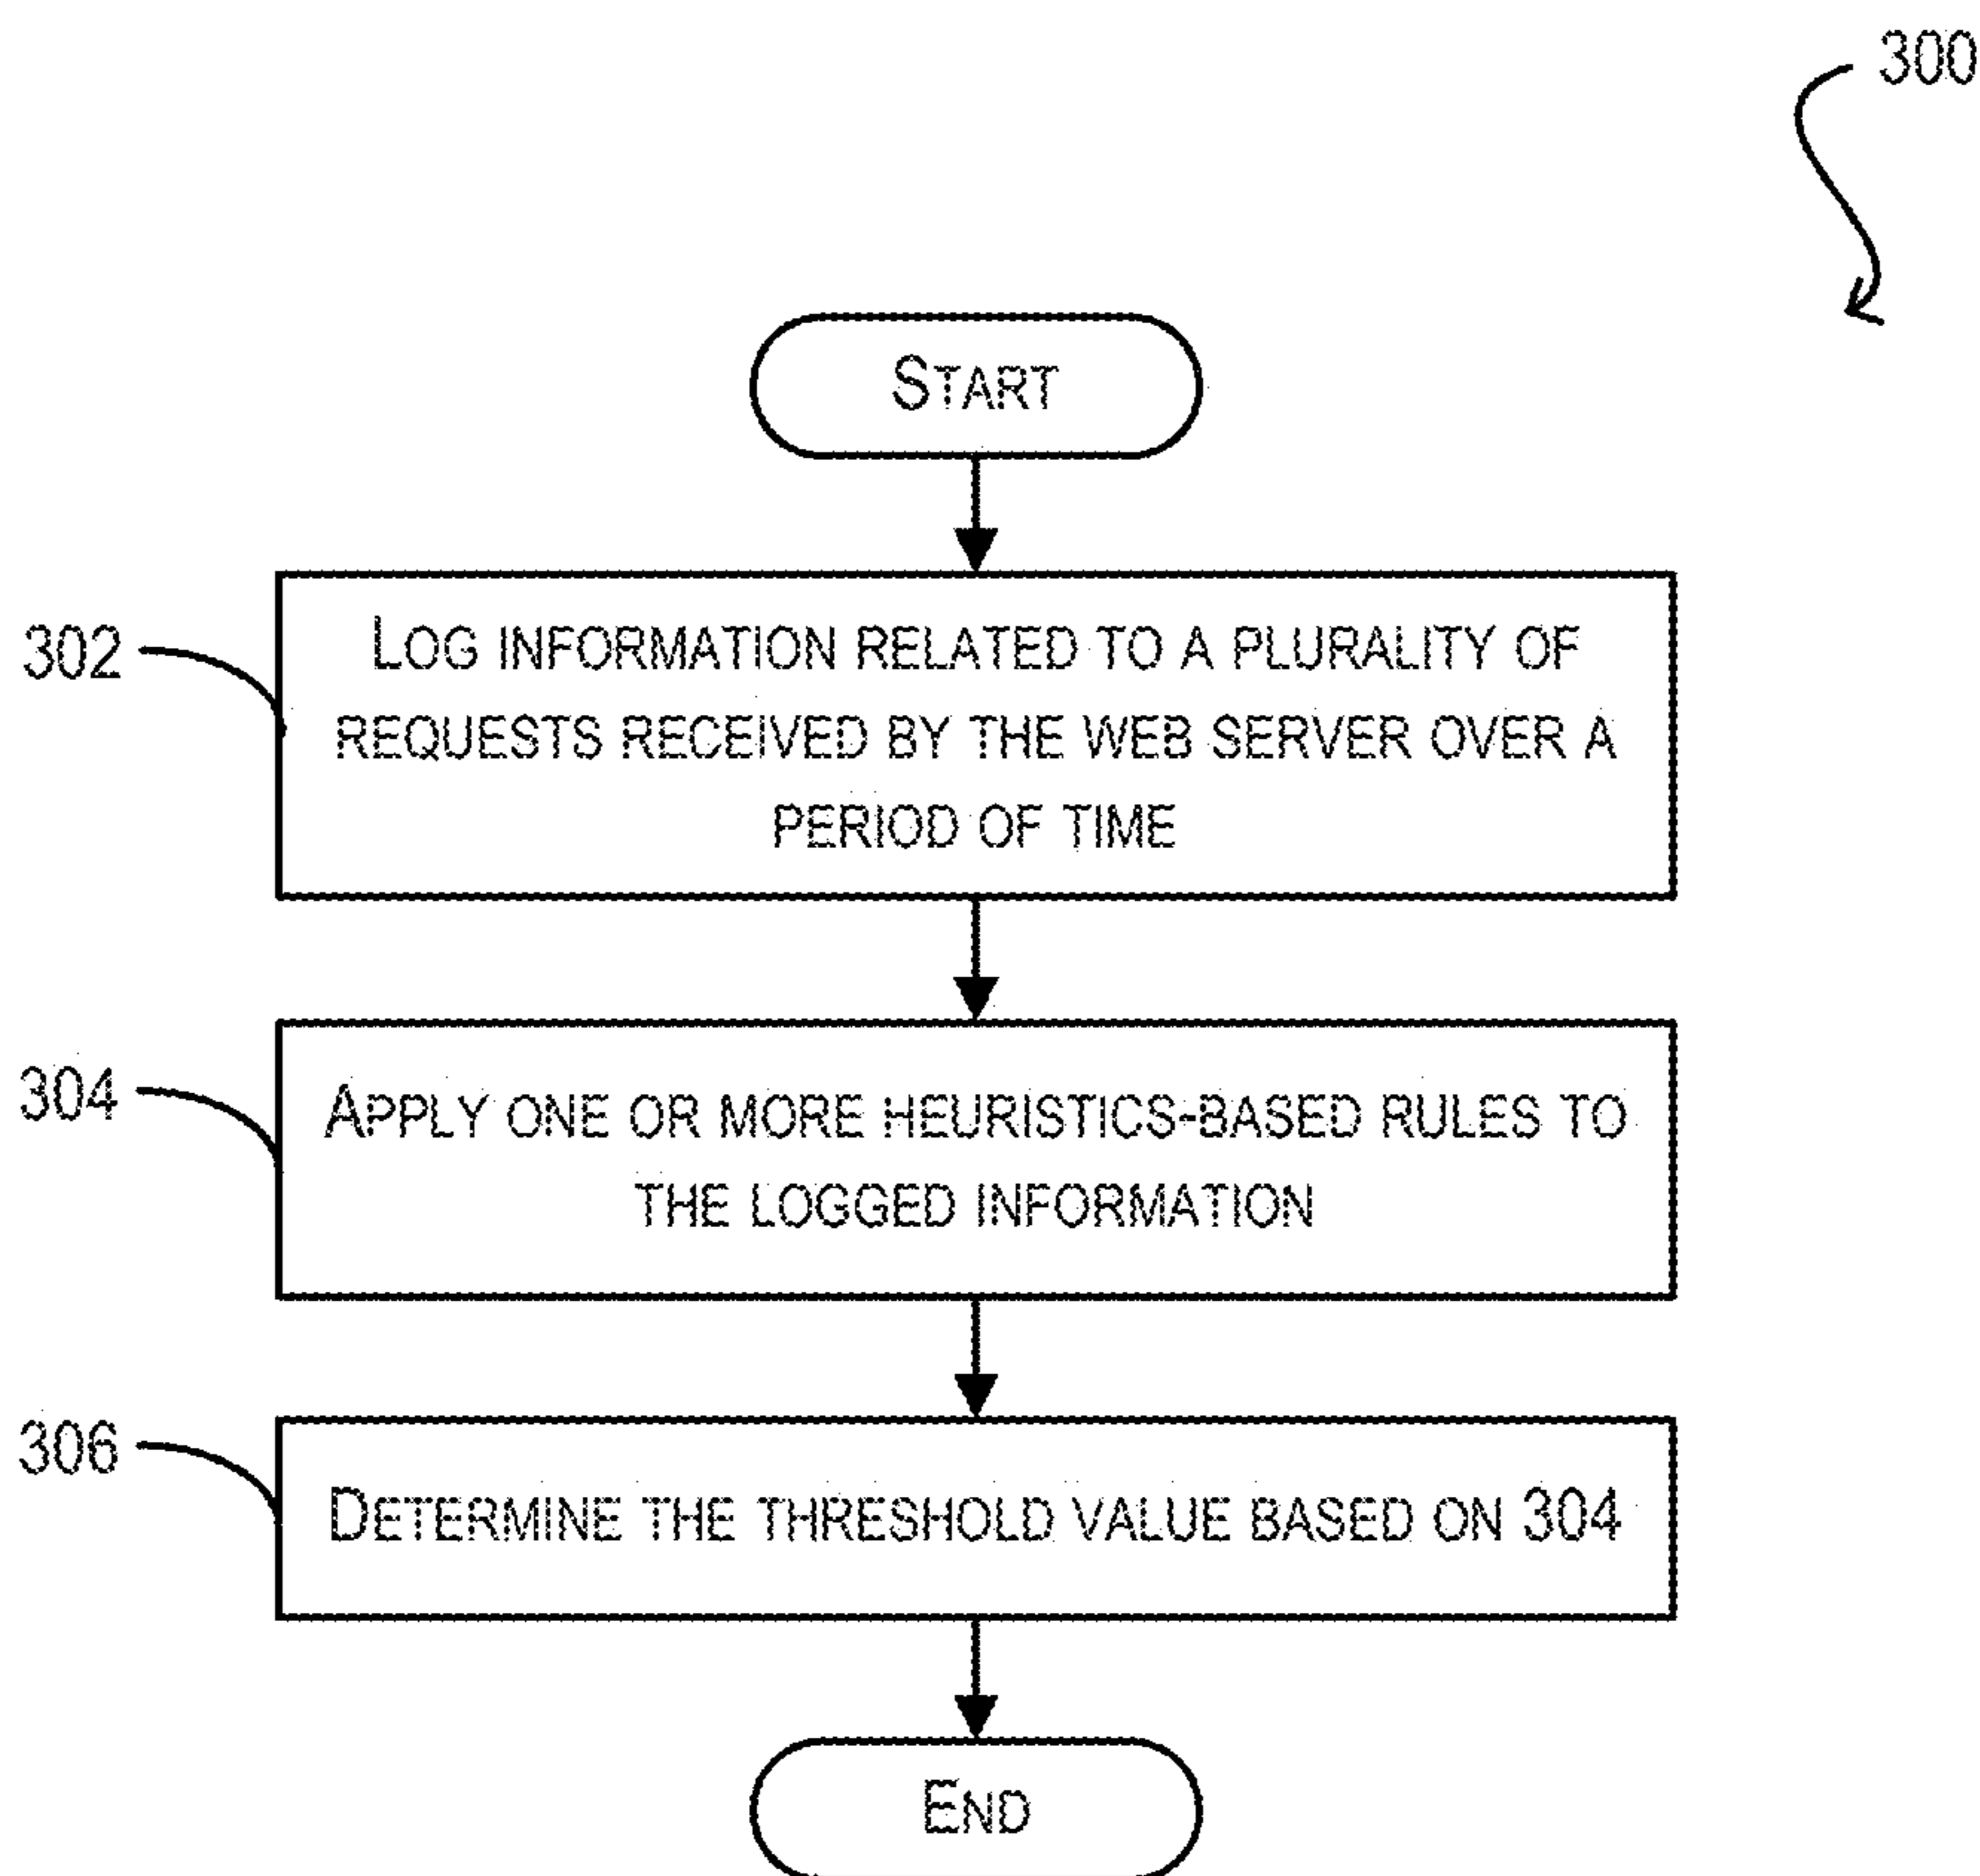 300
START
302
LOG INFORMATION RELATED TO A PLURALITY OF
REQUESTS RECEIVED BY THE WEB SERVER OVER A
PERIOD OF TIME
304
APPLY ONE OR MORE HEURISTICS-BASED RULES TO
THE LOGGED INFORMATION
306
DETERMINE THE THRESHOLD VALUE BASED ON 304
END